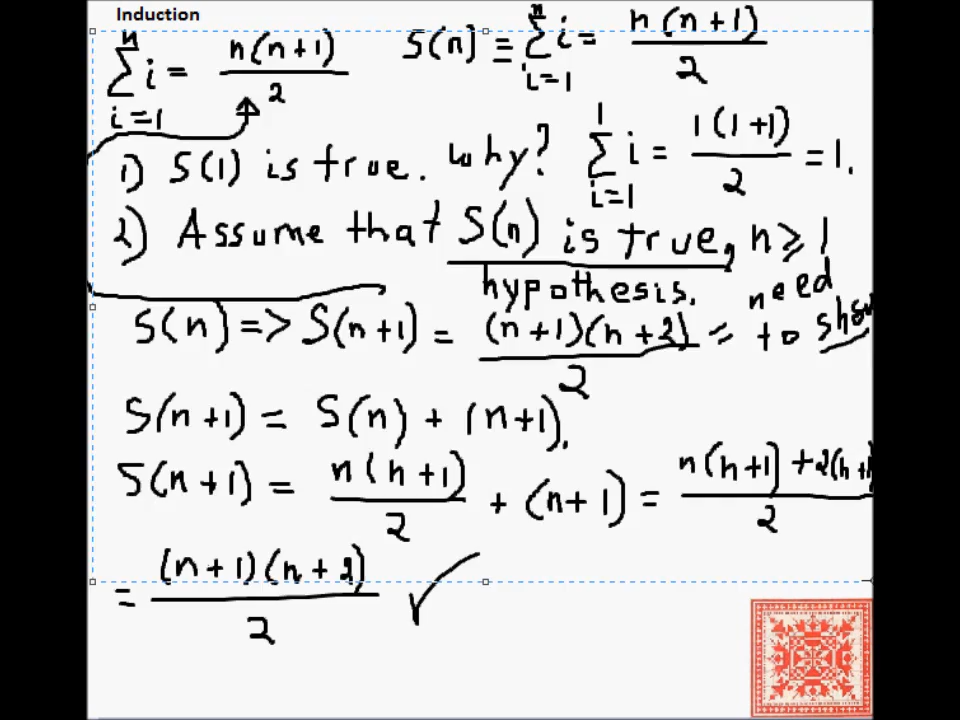 Induction
∑_{i=1}^{n} i = n(n+1)/2   S(n) ≡ ∑_{i=1}^{n} i = n(n+1)/2
1) S(1) is true. why? ∑_{i=1}^{1} i = 1(1+1)/2 = 1.
2) Assume that S(n) is true, n ≥ 1
hypothesis. need
S(n) => S(n+1) = (n+1)(n+2)/2 = to show
S(n+1) = S(n) + (n+1).
S(n+1) = n(n+1)/2 + (n+1) = n(n+1) + 2(n+1)/2
= (n+1)(n+2)/2 ✓